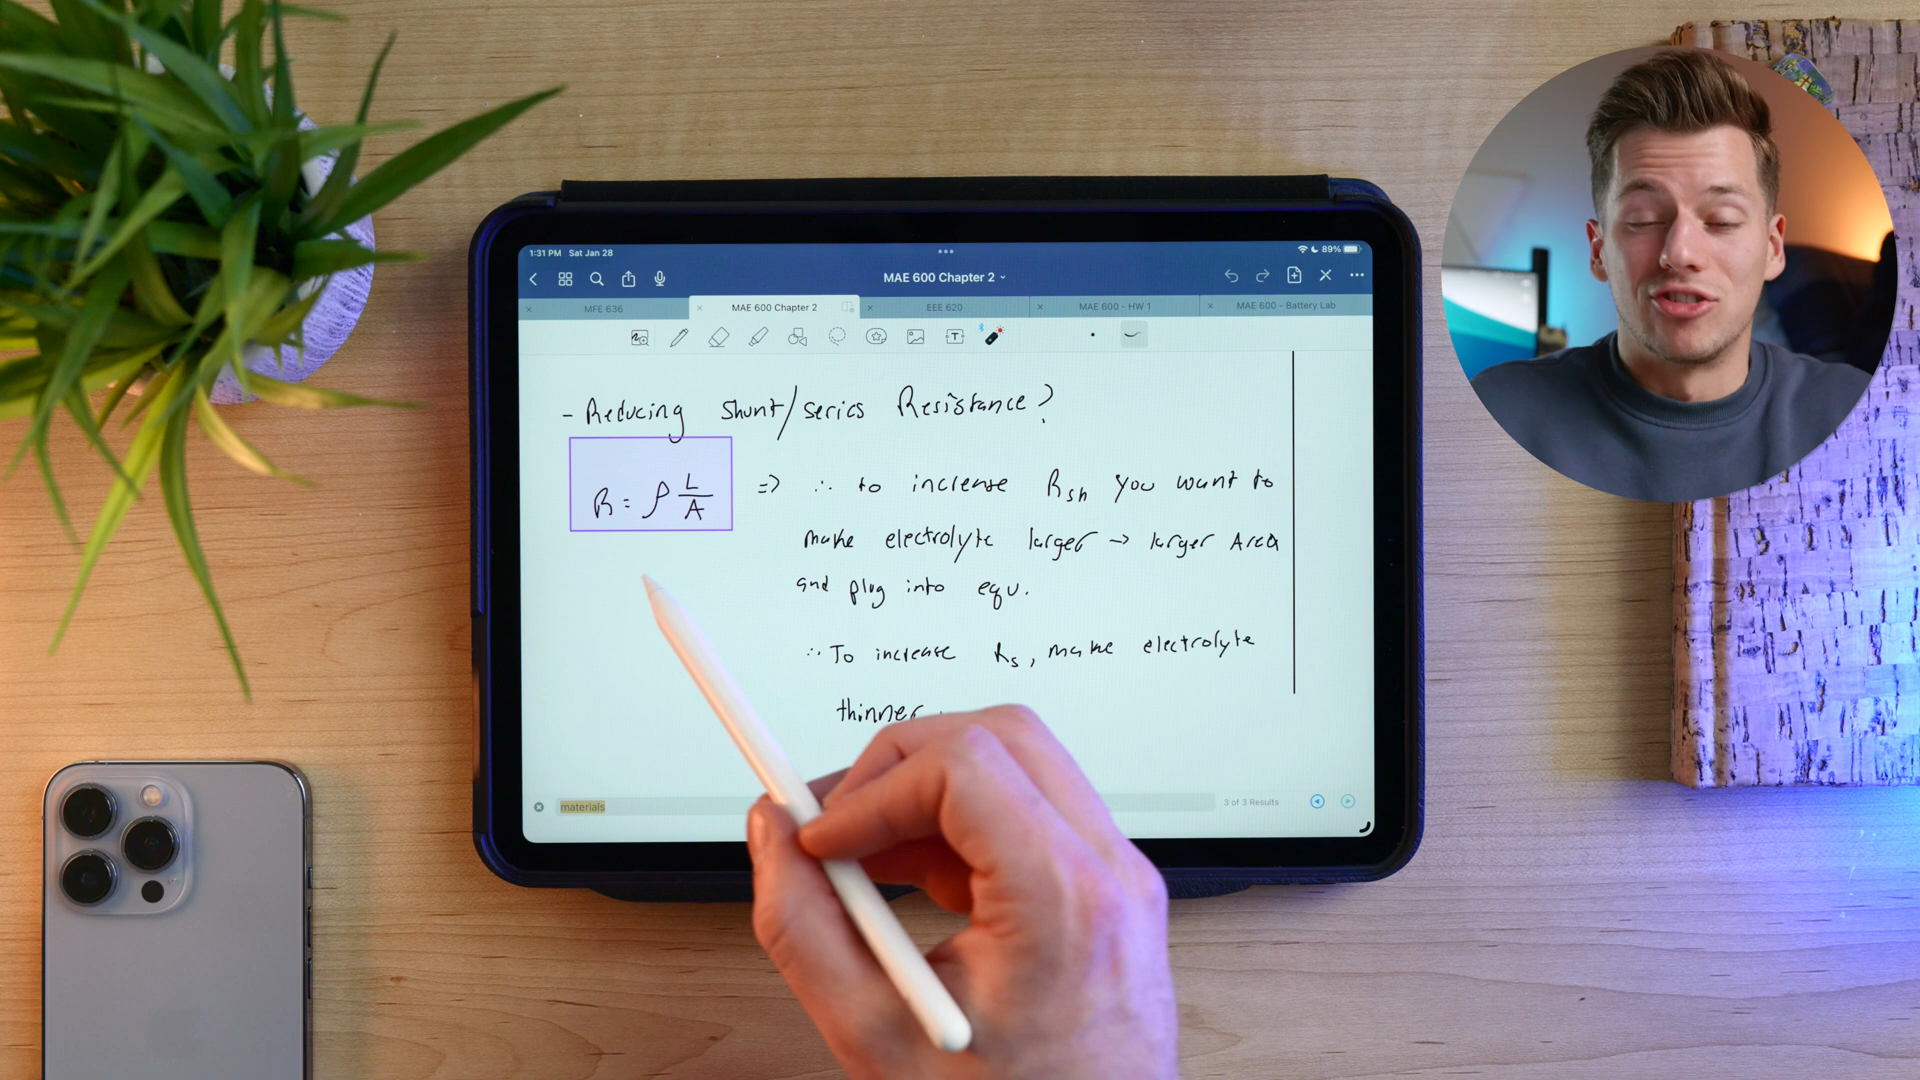 1:31 PM Sat Jan 28
89%
MAE 600 Chapter 2
MFE 636
MAE 600 Chapter 2
EEE 620
MAE 600 - HW 1
MAE 600 - Battery Lab
T
- Reducing Shunt/series Resistance?
R = ρ L/A
=> ∴ to increase Rsh you want to
make electrolyte larger → larger Area
and plug into equ.
∴ To increase Rs, make electrolyte
thinner.
materials
3 of 3 Results